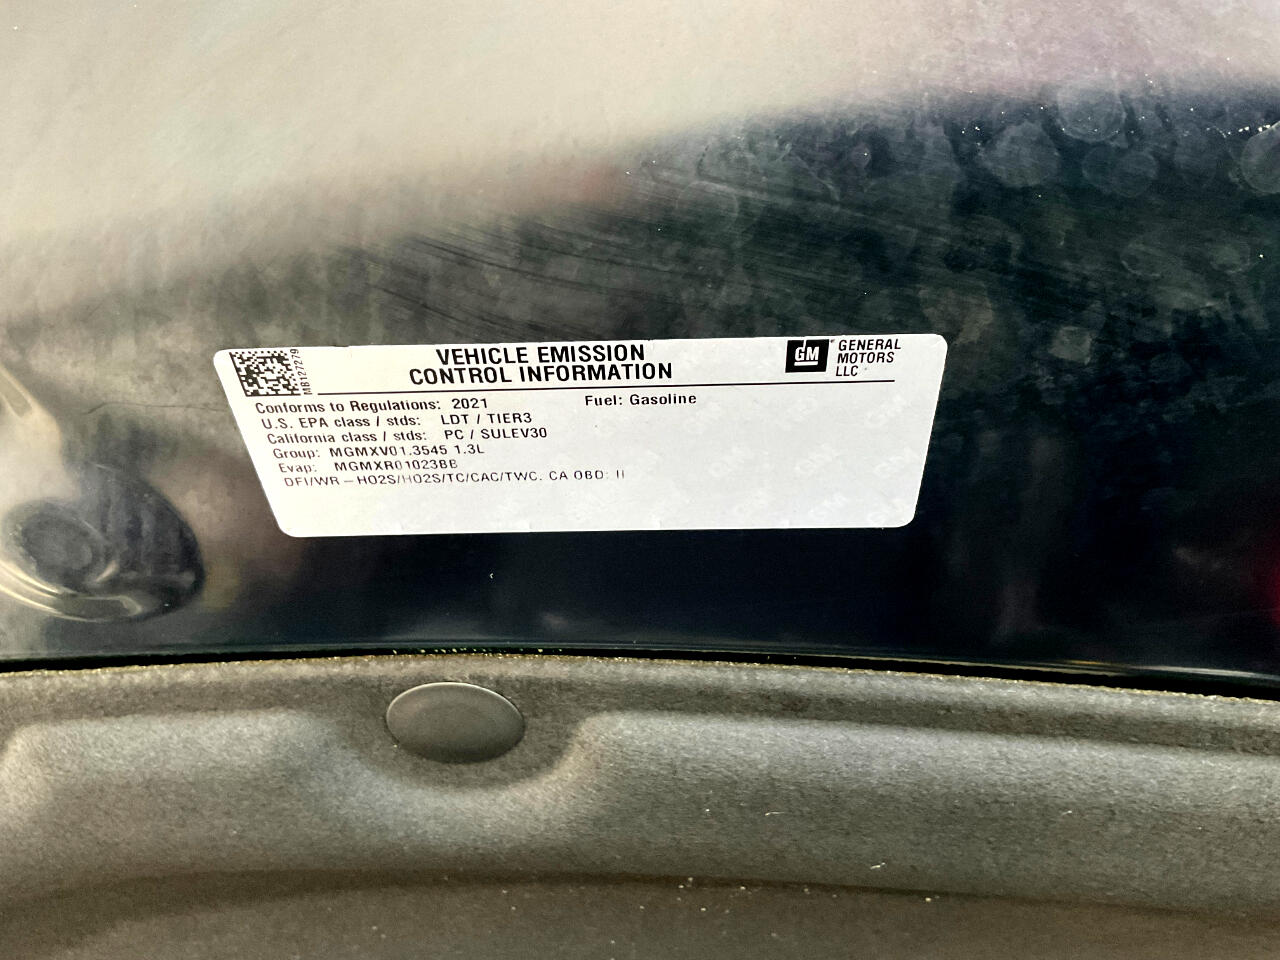 MB127279
VEHICLE EMISSION
CONTROL INFORMATION
GM
GENERAL
MOTORS
LLC
Conforms to Regulations: 2021 Fuel: Gasoline
U.S. EPA class / stds: LDT / TIER3
California class / stds: PC / SULEV30
Group: MGMXV01.3545 1.3L
Evap: MGMXR01023BB
DFI/WR – HO2S/HO2S/TC/CAC/TWC. CA OBD: II